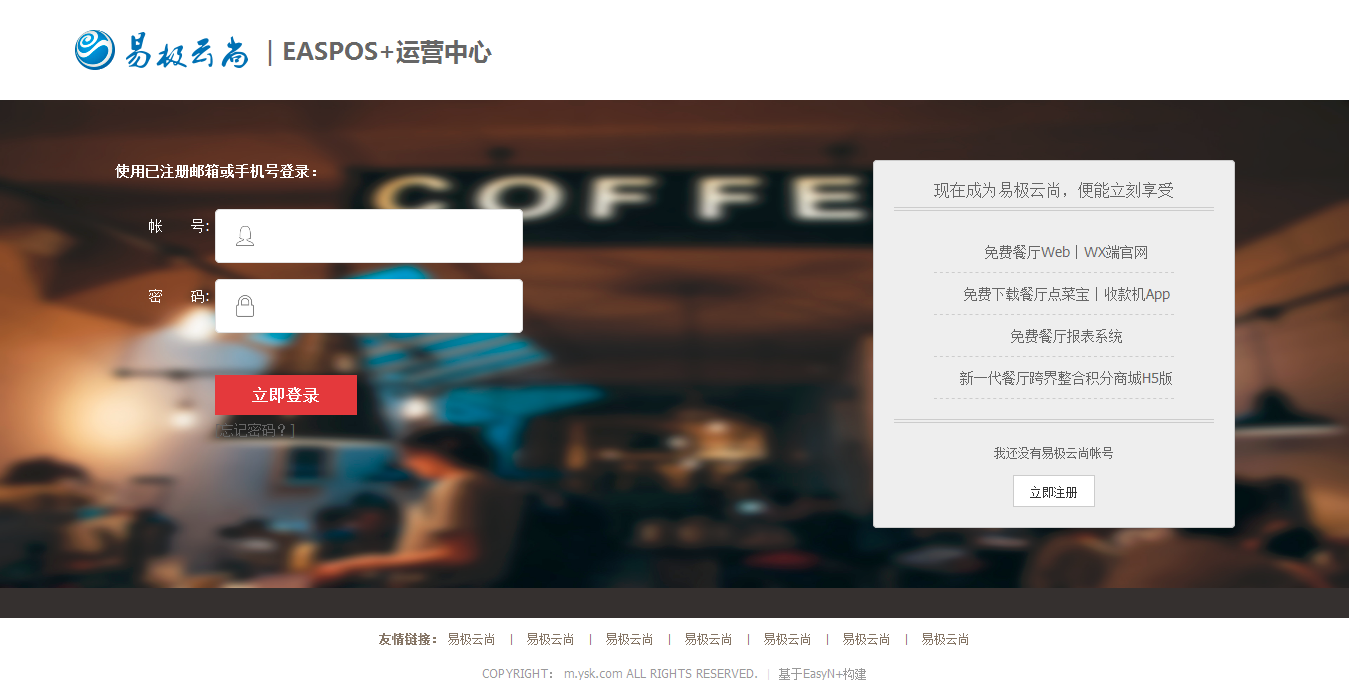 易极云尚 | EASPOS+运营中心
使用已注册邮箱或手机号登录：
帐 号:
密 码:
立即登录
忘记密码？]
COFFE
现在成为易极云尚，便能立刻享受
免费餐厅Web丨WX端官网
免费下载餐厅点菜宝丨收款机App
免费餐厅报表系统
新一代餐厅跨界整合积分商城H5版
我还没有易极云尚帐号
立即注册
友情链接： 易极云尚 | 易极云尚 | 易极云尚 | 易极云尚 | 易极云尚 | 易极云尚 | 易极云尚
COPYRIGHT： m.ysk.com ALL RIGHTS RESERVED. | 基于EasyN+构建